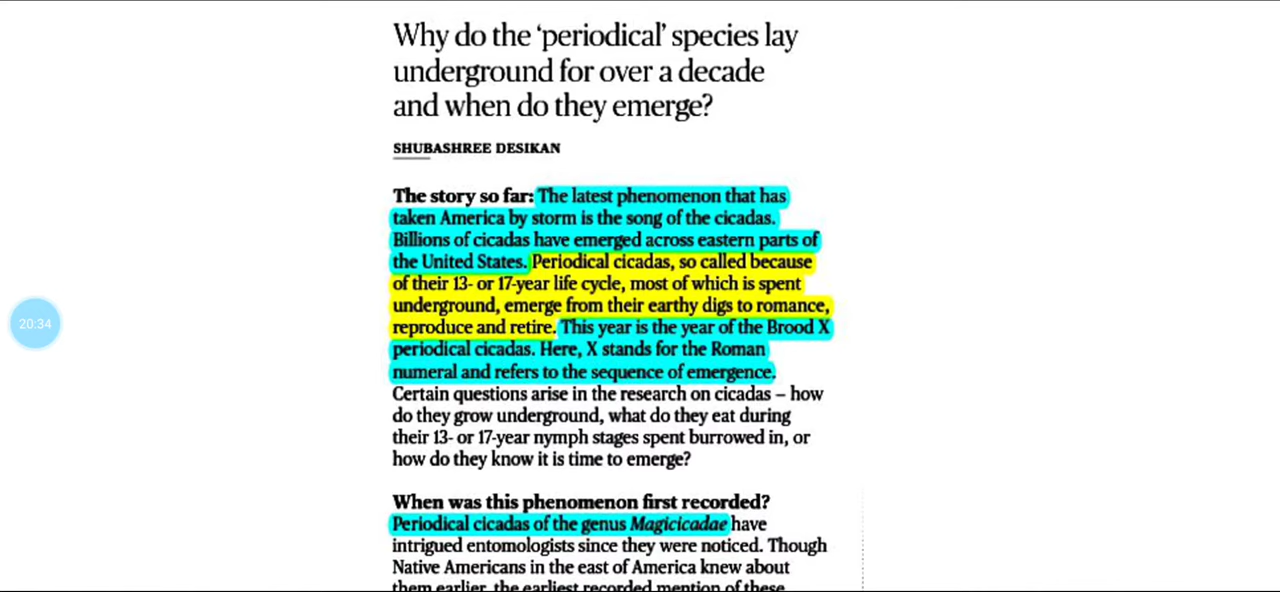 Why do the ‘periodical’ species lay
underground for over a decade
and when do they emerge?
SHUBASHREE DESIKAN
The story so far: The latest phenomenon that has
taken America by storm is the song of the cicadas.
Billions of cicadas have emerged across eastern parts of
the United States. Periodical cicadas, so called because
of their 13- or 17-year life cycle, most of which is spent
underground, emerge from their earthy digs to romance,
reproduce and retire. This year is the year of the Brood X
periodical cicadas. Here, X stands for the Roman
numeral and refers to the sequence of emergence.
Certain questions arise in the research on cicadas – how
do they grow underground, what do they eat during
their 13- or 17-year nymph stages spent burrowed in, or
how do they know it is time to emerge?
20:34
When was this phenomenon first recorded?
Periodical cicadas of the genus Magicicadae have
intrigued entomologists since they were noticed. Though
Native Americans in the east of America knew about
them earlier, the earliest recorded mention of these